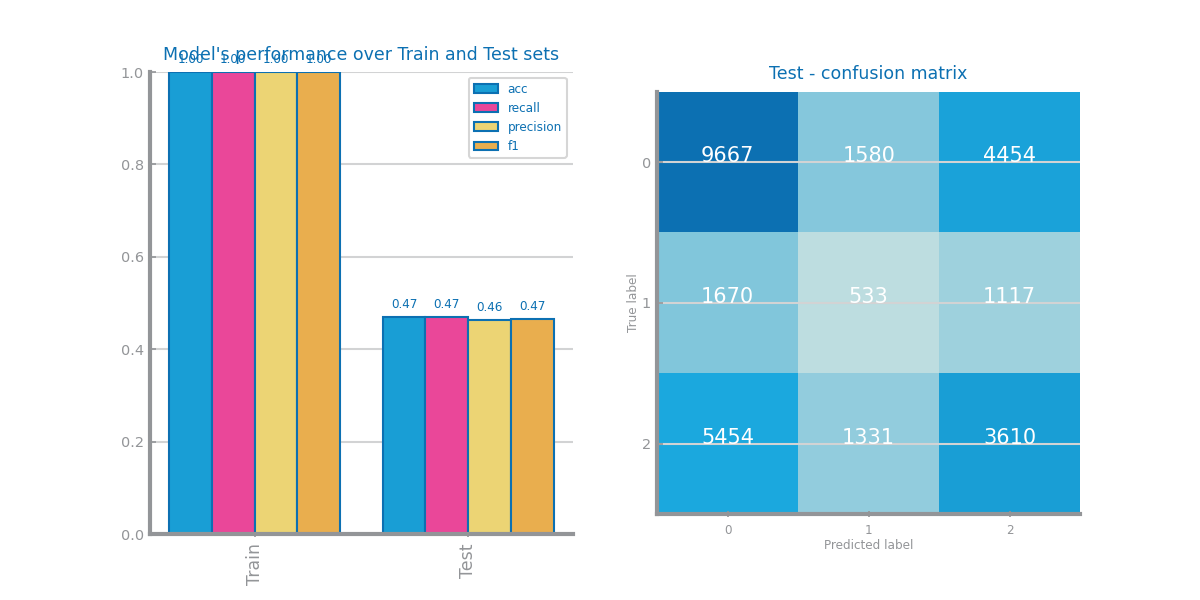 Model's performance over Train and Test sets
1.00 1.00 1.00 1.00
1.0
0.8
0.6
0.4
0.2
0.0
acc
recall
precision
f1
0.47 0.47 0.46 0.47
Train
Test
Test - confusion matrix
True label
0
1
2
9667 1580 4454
1670 533 1117
5454 1331 3610
0 1 2
Predicted label